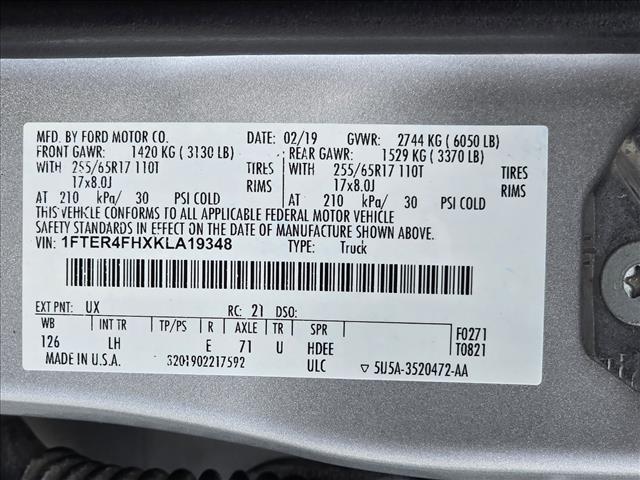 MFD. BY FORD MOTOR CO. DATE: 02/19 GVWR: 2744 KG ( 6050 LB)
FRONT GAWR: 1420 KG ( 3130 LB) REAR GAWR: 1529 KG ( 3370 LB)
WITH 255/65R17 110T TIRES WITH 255/65R17 110T TIRES
17x8.0J RIMS 17x8.0J RIMS
AT 210 kPa/ 30 PSI COLD AT 210 kPa/ 30 PSI COLD
THIS VEHICLE CONFORMS TO ALL APPLICABLE FEDERAL MOTOR VEHICLE
SAFETY STANDARDS IN EFFECT ON THE DATE OF MANUFACTURE SHOWN ABOVE.
VIN: 1FTER4FHXKLA19348 TYPE: Truck
EXT PNT: UX RC: 21 DSO:
WB INT TR TP/PS R AXLE TR SPR F0271
126 LH E 71 U HDEE T0821
MADE IN U.S.A. S201902217592 ULC ▽ 5U5A-3520472-AA